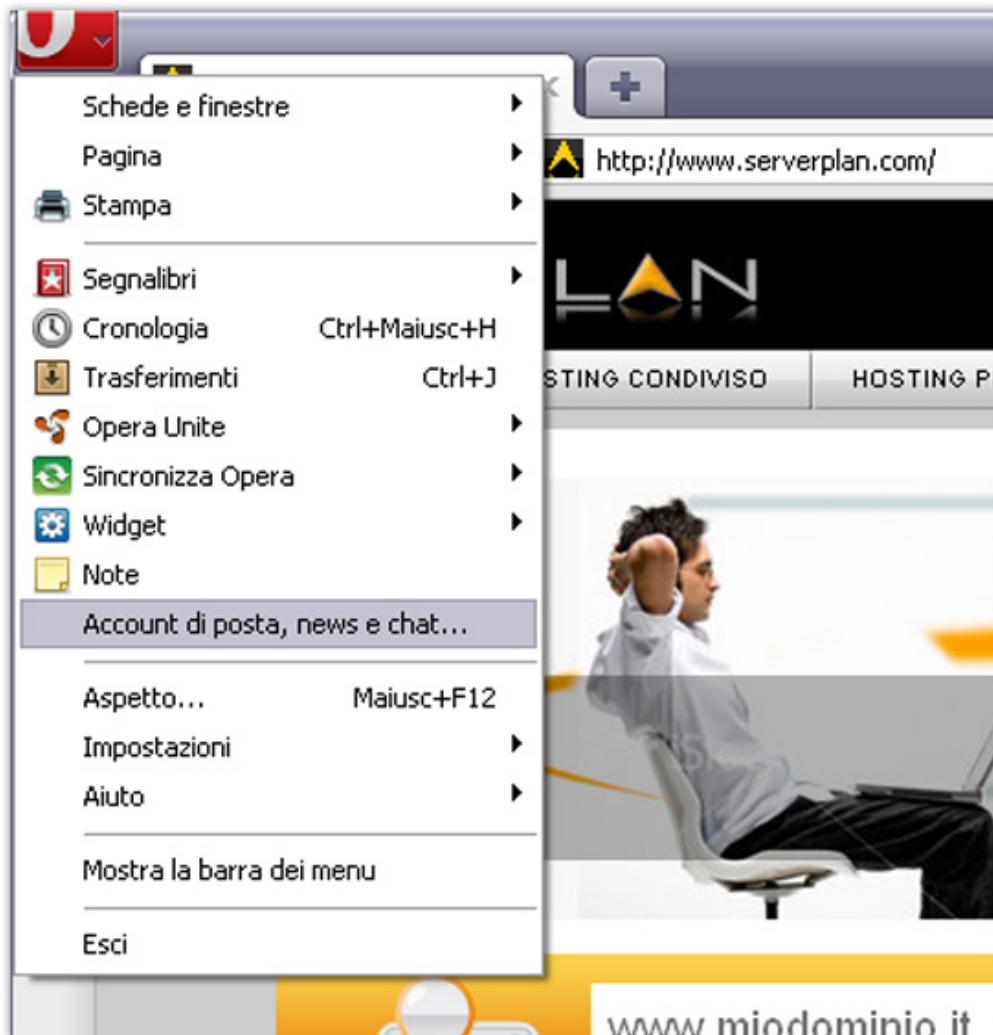 Schede e finestre
Pagina
http://www.serverplan.com/
Stampa
Segnalibri
LAN
Cronologia Ctrl+Maiusc+H
Trasferimenti Ctrl+J
STING CONDIVISO HOSTING P
Opera Unite
Sincronizza Opera
Widget
Note
Account di posta, news e chat...
Aspetto... Maiusc+F12
Impostazioni
Aiuto
Mostra la barra dei menu
Esci
www.miodominio.it